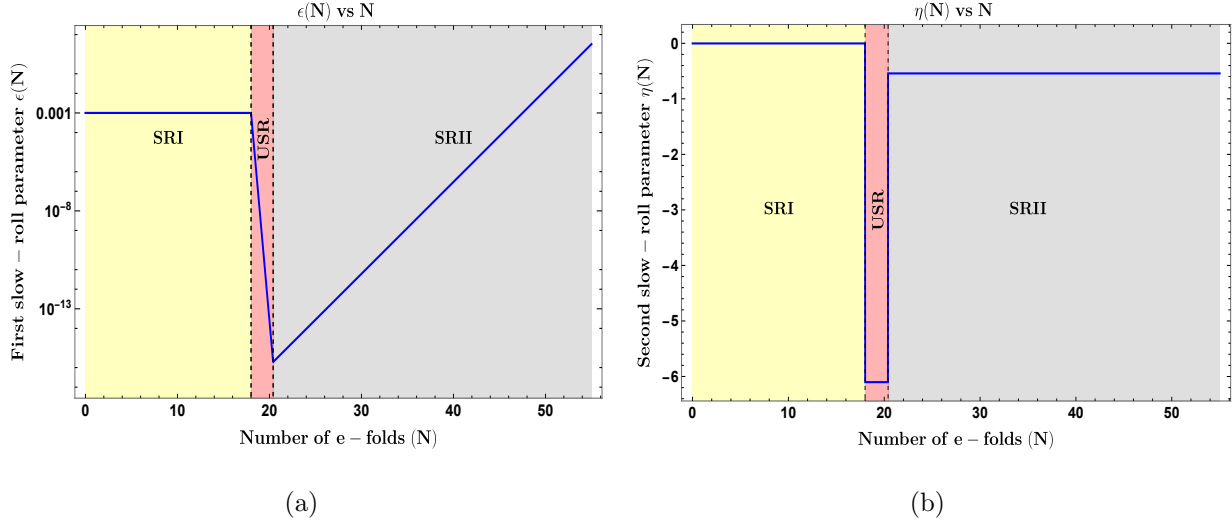 ϵ(N) vs N
First slow − roll parameter ϵ(N)
0.001
10⁻⁸
10⁻¹³
SRI
USR
SRII
0 10 20 30 40 50
Number of e − folds (N)
(a)
η(N) vs N
Second slow − roll parameter η(N)
0
−1
−2
−3
−4
−5
−6
SRI
USR
SRII
0 10 20 30 40 50
Number of e − folds (N)
(b)